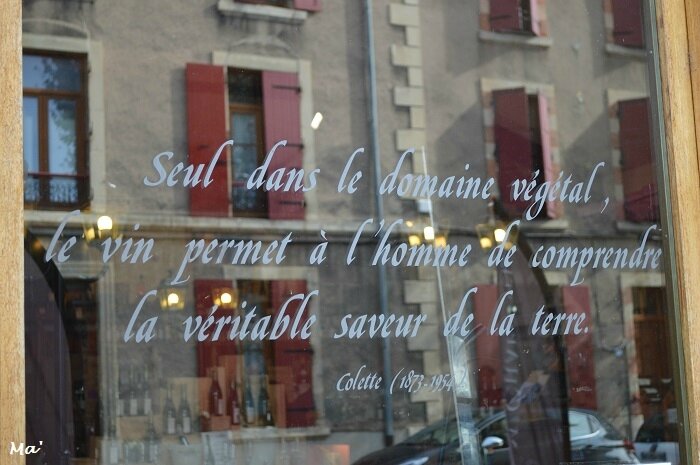 Seul dans le domaine végétal,
le vin permet à l'homme de comprendre
la véritable saveur de la terre.
Colette (1873-1954)
Ma'